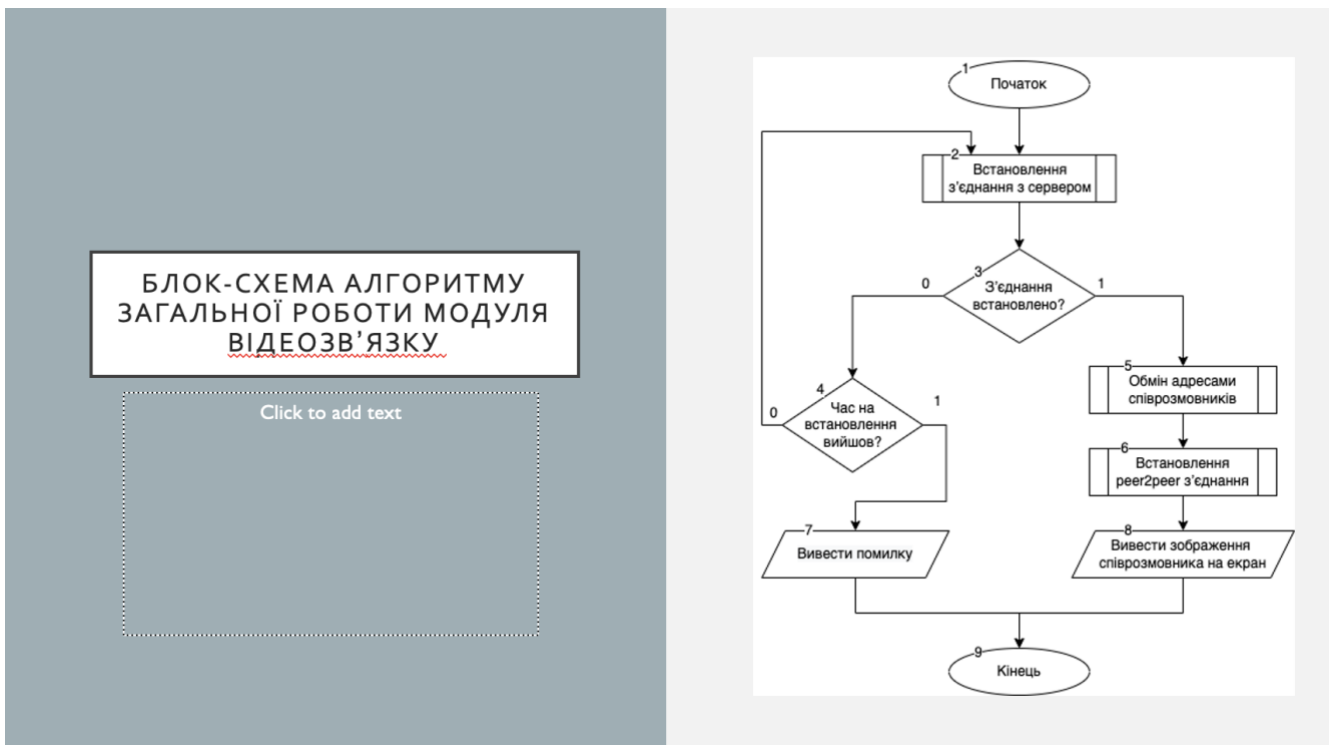 БЛОК-СХЕМА АЛГОРИТМУ
ЗАГАЛЬНОЇ РОБОТИ МОДУЛЯ
ВІДЕОЗВ’ЯЗКУ
Click to add text
1
Початок
2
Встановлення
з’єднання з сервером
3
0
1
З’єднання
встановлено?
4
0
1
Час на
встановлення
вийшов?
5
Обмін адресами
співрозмовників
6
Встановлення
peer2peer з’єднання
7
Вивести помилку
8
Вивести зображення
співрозмовника на екран
9
Кінець